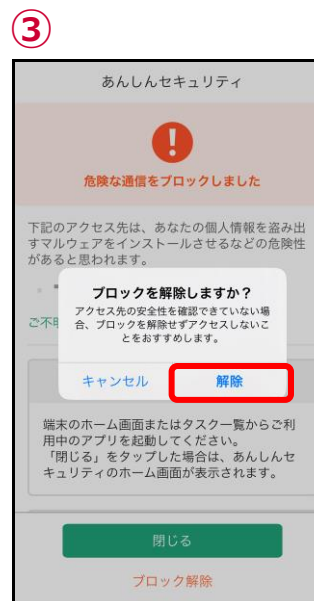 ③
あんしんセキュリティ
危険な通信をブロックしました
下記のアクセス先は、あなたの個人情報を盗み出
すマルウェアをインストールさせるなどの危険性
があると思われます。
ブロックを解除しますか？
アクセス先の安全性を確認できていない場
合、ブロックを解除せずアクセスしないこ
とをおすすめします。
ご不明
キャンセル
解除
端末のホーム画面またはタスク一覧からご利
用中のアプリを起動してください。
「閉じる」をタップした場合は、あんしんセ
キュリティのホーム画面が表示されます。
閉じる
ブロック解除